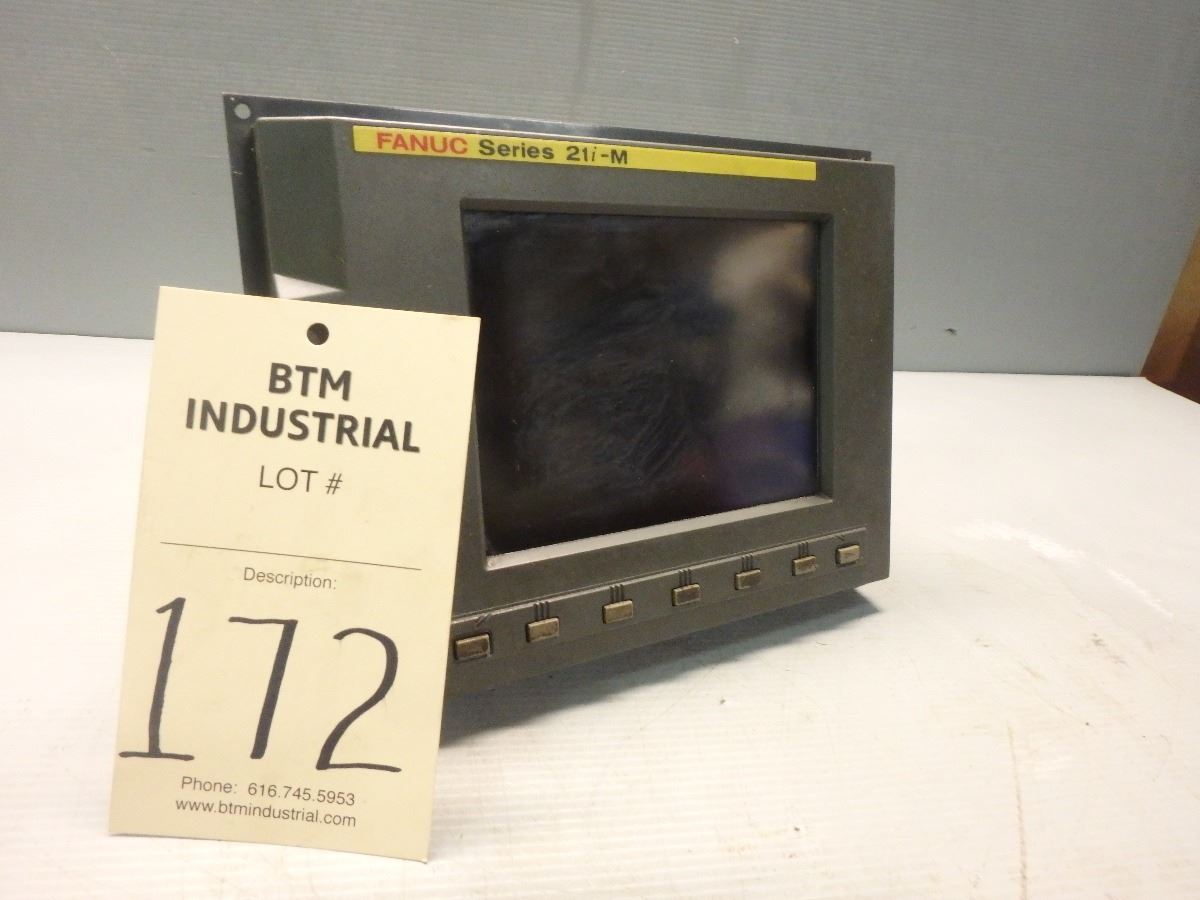 FANUC Series 21i-M
BTM
INDUSTRIAL
LOT #
Description:
172
Phone: 616.745.5953
www.btmindustrial.com